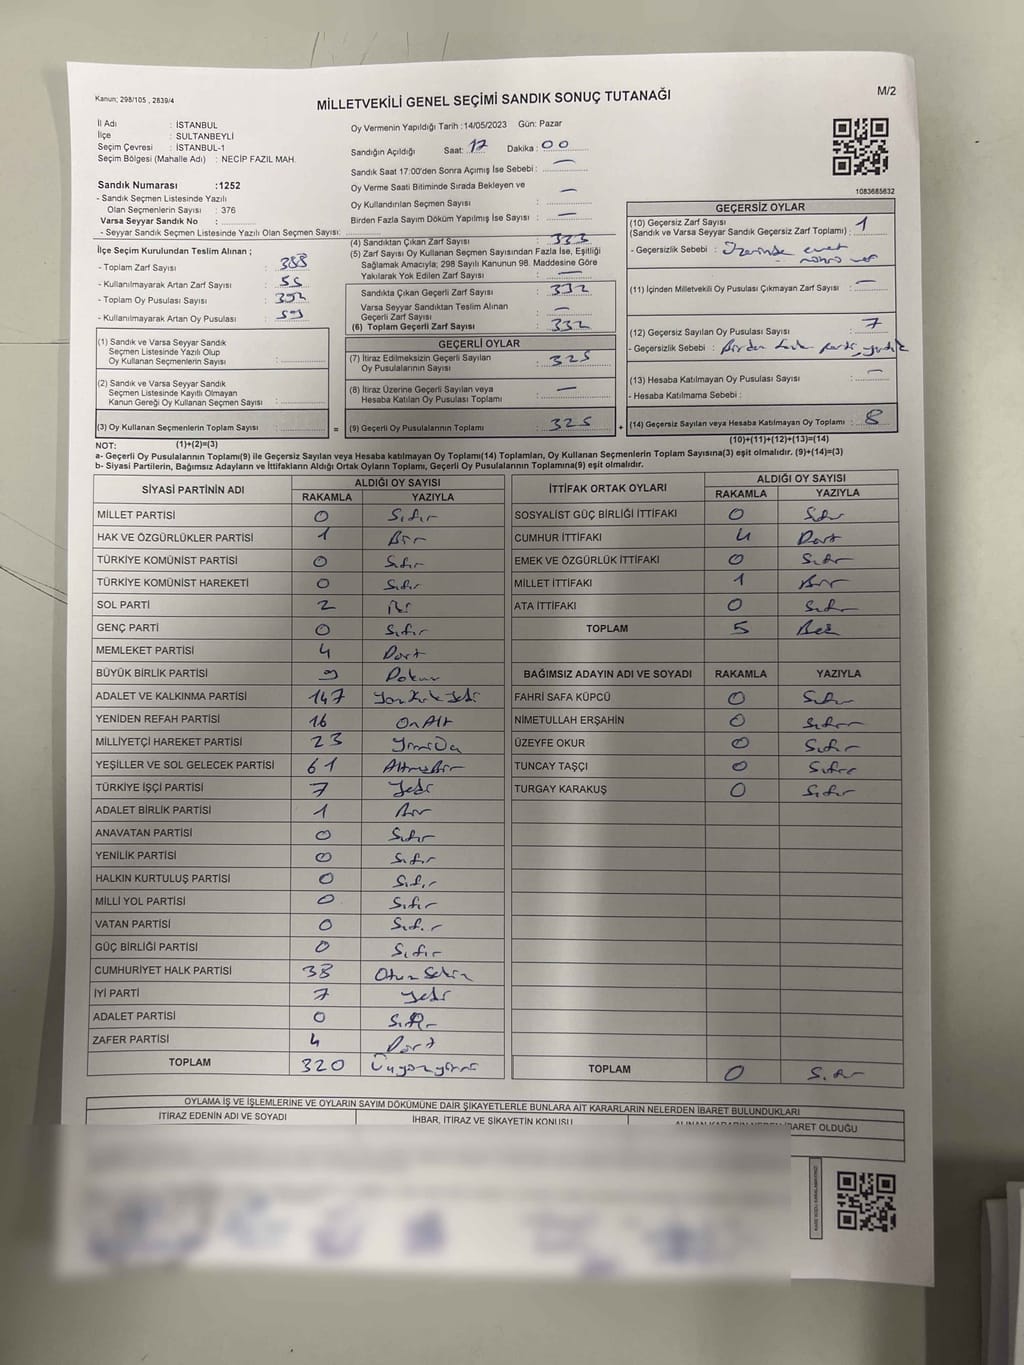 Kanun; 298/105 , 2839/4
MİLLETVEKİLİ GENEL SEÇİMİ SANDIK SONUÇ TUTANAĞI
M/2
İl Adı : İSTANBUL
İlçe : SULTANBEYLİ
Seçim Çevresi : İSTANBUL-1
Seçim Bölgesi (Mahalle Adı) : NECİP FAZIL MAH.
Sandık Numarası :1252
- Sandık Seçmen Listesinde Yazılı
Olan Seçmenlerin Sayısı : 376
Varsa Seyyar Sandık No :
- Seyyar Sandık Seçmen Listesinde Yazılı Olan Seçmen Sayısı:
Oy Vermenin Yapıldığı Tarih :14/05/2023 Gün: Pazar
Sandığın Açıldığı Saat: 17 Dakika: 00
Sandık Saat 17:00'den Sonra Açımış İse Sebebi : —
Oy Verme Saati Bitiminde Sırada Bekleyen ve
Oy Kullandırılan Seçmen Sayısı : —
Birden Fazla Sayım Döküm Yapılmış İse Sayısı : —
1083685632
İlçe Seçim Kurulundan Teslim Alınan ;
- Toplam Zarf Sayısı : 388
- Kullanılmayarak Artan Zarf Sayısı : 55
- Toplam Oy Pusulası Sayısı : 392
- Kullanılmayarak Artan Oy Pusulası : 59
(4) Sandıktan Çıkan Zarf Sayısı : 333
(5) Zarf Sayısı Oy Kullanan Seçmen Sayısından Fazla İse, Eşitliği
Sağlamak Amacıyla; 298 Sayılı Kanunun 98. Maddesine Göre
Yakılarak Yok Edilen Zarf Sayısı : —
Sandıkta Çıkan Geçerli Zarf Sayısı : 332
Varsa Seyyar Sandıktan Teslim Alınan
Geçerli Zarf Sayısı : —
(6) Toplam Geçerli Zarf Sayısı : 332
GEÇERLİ OYLAR
(7) İtiraz Edilmeksizin Geçerli Sayılan
Oy Pusulalarının Sayısı : 325
(8) İtiraz Üzerine Geçerli Sayılan veya
Hesaba Katılan Oy Pusulası Toplamı : —
(9) Geçerli Oy Pusulalarının Toplamı : 325
GEÇERSİZ OYLAR
(10) Geçersiz Zarf Sayısı
(Sandık ve Varsa Seyyar Sandık Geçersiz Zarf Toplamı) : 1
- Geçersizlik Sebebi : Üzerinde evet
(11) İçinden Milletvekili Oy Pusulası Çıkmayan Zarf Sayısı : —
(12) Geçersiz Sayılan Oy Pusulası Sayısı : 7
- Geçersizlik Sebebi : Birden
(13) Hesaba Katılmayan Oy Pusulası Sayısı : —
- Hesaba Katılmama Sebebi :
+ (14) Geçersiz Sayılan veya Hesaba Katılmayan Oy Toplamı : 8
(10)+(11)+(12)+(13)=(14)
(1) Sandık ve Varsa Seyyar Sandık
Seçmen Listesinde Yazılı Olup
Oy Kullanan Seçmenlerin Sayısı :
(2) Sandık ve Varsa Seyyar Sandık
Seçmen Listesinde Kayıtlı Olmayan
Kanun Gereği Oy Kullanan Seçmen Sayısı :
(3) Oy Kullanan Seçmenlerin Toplam Sayısı : =
NOT: (1)+(2)=(3)
a- Geçerli Oy Pusulalarının Toplamı(9) ile Geçersiz Sayılan veya Hesaba katılmayan Oy Toplamı(14) Toplamları, Oy Kullanan Seçmenlerin Toplam Sayısına(3) eşit olmalıdır. (9)+(14)=(3)
b- Siyasi Partilerin, Bağımsız Adayların ve İttifakların Aldığı Ortak Oyların Toplamı, Geçerli Oy Pusulalarının Toplamına(9) eşit olmalıdır.
SİYASİ PARTİNİN ADI ALDIĞI OY SAYISI
RAKAMLA YAZIYLA
MİLLET PARTİSİ 0 Sıfır
HAK VE ÖZGÜRLÜKLER PARTİSİ 1 Bir
TÜRKİYE KOMÜNİST PARTİSİ 0 Sıfır
TÜRKİYE KOMÜNİST HAREKETİ 0 Sıfır
SOL PARTİ 2 İki
GENÇ PARTİ 0 Sıfır
MEMLEKET PARTİSİ 4 Dört
BÜYÜK BİRLİK PARTİSİ 9 Dokuz
ADALET VE KALKINMA PARTİSİ 147 YüzKırkYedi
YENİDEN REFAH PARTİSİ 16 OnAltı
MİLLİYETÇİ HAREKET PARTİSİ 23 YirmiÜç
YEŞİLLER VE SOL GELECEK PARTİSİ 61 AltmışBir
TÜRKİYE İŞÇİ PARTİSİ 7 Yedi
ADALET BİRLİK PARTİSİ 1 Bir
ANAVATAN PARTİSİ 0 Sıfır
YENİLİK PARTİSİ 0 Sıfır
HALKIN KURTULUŞ PARTİSİ 0 Sıfır
MİLLİ YOL PARTİSİ 0 Sıfır
VATAN PARTİSİ 0 Sıfır
GÜÇ BİRLİĞİ PARTİSİ 0 Sıfır
CUMHURİYET HALK PARTİSİ 38 Otuz Sekiz
İYİ PARTİ 7 Yedi
ADALET PARTİSİ 0 Sıfır
ZAFER PARTİSİ 4 Dört
TOPLAM 320 Üçyüzyirmi
İTTİFAK ORTAK OYLARI ALDIĞI OY SAYISI
RAKAMLA YAZIYLA
SOSYALİST GÜÇ BİRLİĞİ İTTİFAKI 0 Sıfır
CUMHUR İTTİFAKI 4 Dört
EMEK VE ÖZGÜRLÜK İTTİFAKI 0 Sıfır
MİLLET İTTİFAKI 1 Bir
ATA İTTİFAKI 0 Sıfır
TOPLAM 5 Beş
BAĞIMSIZ ADAYIN ADI VE SOYADI RAKAMLA YAZIYLA
FAHRİ SAFA KÜPCÜ 0 Sıfır
NİMETULLAH ERŞAHİN 0 Sıfır
ÜZEYFE OKUR 0 Sıfır
TUNCAY TAŞÇI 0 Sıfır
TURGAY KARAKUŞ 0 Sıfır
TOPLAM 0 Sıfır
OYLAMA İŞ VE İŞLEMLERİNE VE OYLARIN SAYIM DÖKÜMÜNE DAİR ŞİKAYETLERLE BUNLARA AİT KARARLARIN NELERDEN İBARET BULUNDUKLARI
İTİRAZ EDENİN ADI VE SOYADI İHBAR, İTİRAZ VE ŞİKAYETİN KONUSU İBARET OLDUĞU